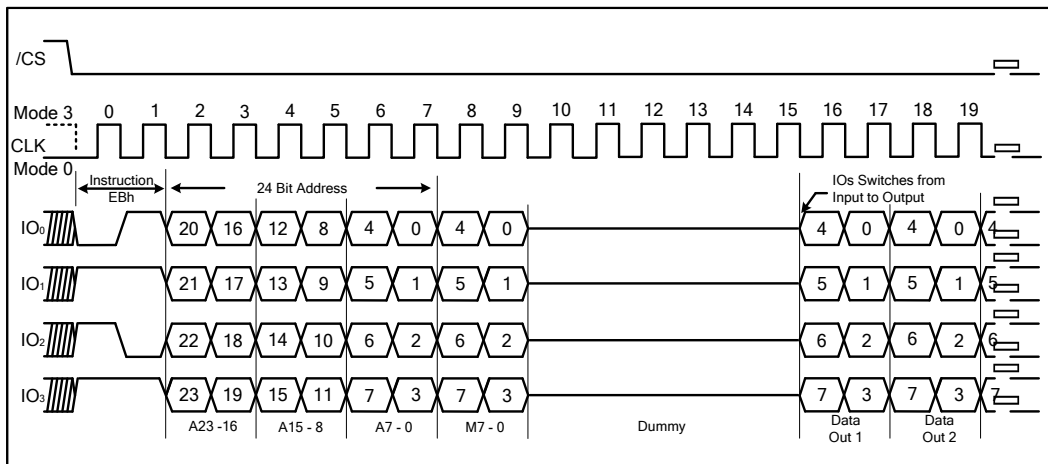 /CS
Mode 3 0 1 2 3 4 5 6 7 8 9 10 11 12 13 14 15 16 17 18 19
CLK
Mode 0
Instruction
EBh
24 Bit Address
IOs Switches from
Input to Output
IO₀ 20 16 12 8 4 0 4 0 4 0 4 0 4
IO₁ 21 17 13 9 5 1 5 1 5 1 5 1 5
IO₂ 22 18 14 10 6 2 6 2 6 2 6 2 6
IO₃ 23 19 15 11 7 3 7 3 7 3 7 3 7
A23 -16 A15 - 8 A7 - 0 M7 - 0 Dummy Data Data
Out 1 Out 2